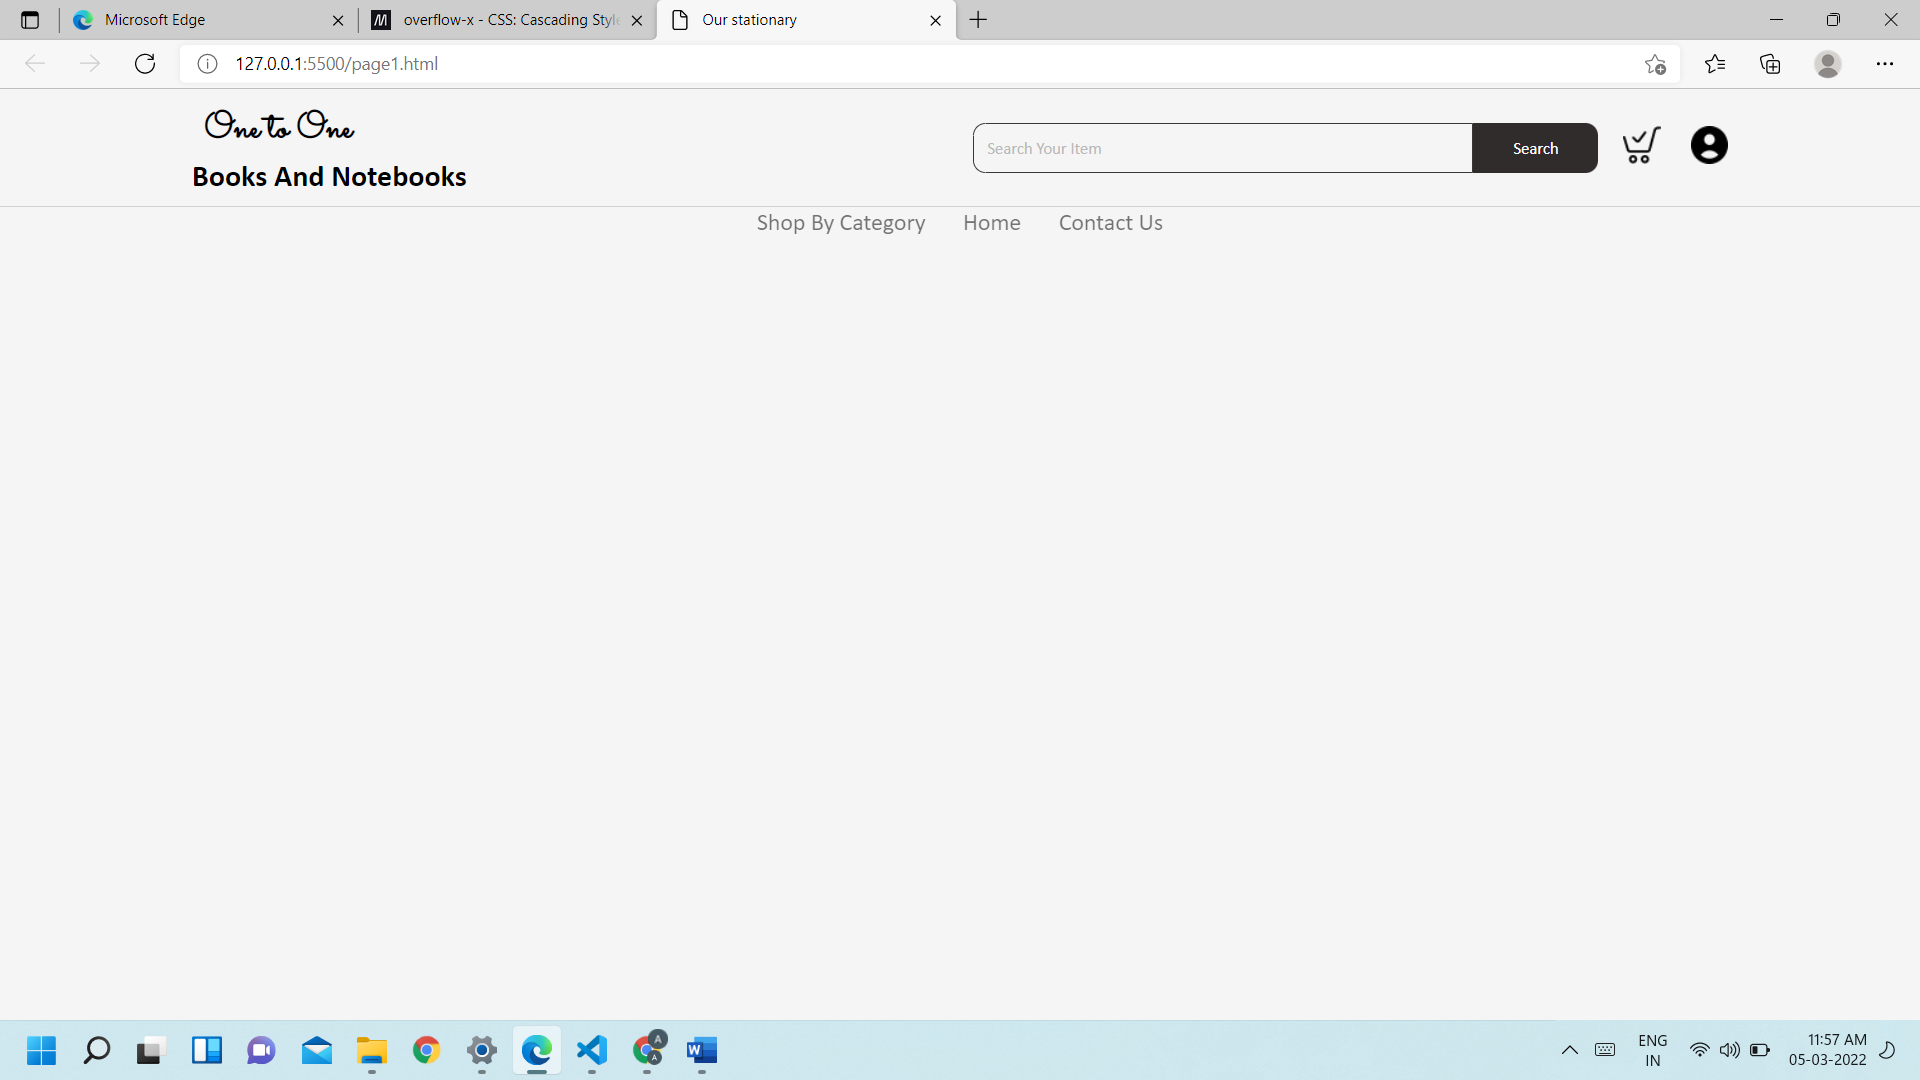 Microsoft Edge
overflow-x - CSS: Cascading Style
Our stationary
127.0.0.1:5500/page1.html
One to One
Books And Notebooks
Search Your Item
Search
Shop By Category
Home
Contact Us
A
A
ENG
IN
11:57 AM
05-03-2022